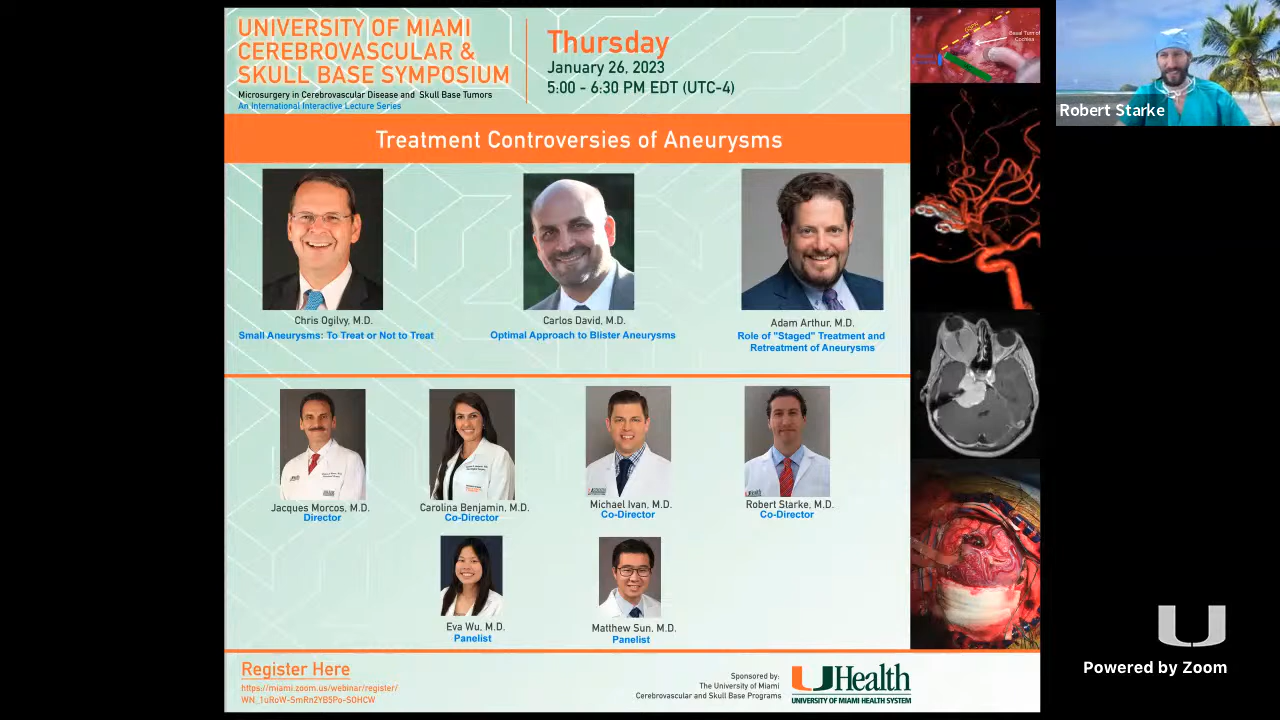 UNIVERSITY OF MIAMI
CEREBROVASCULAR &
SKULL BASE SYMPOSIUM
Microsurgery in Cerebrovascular Disease and Skull Base Tumors
An International Interactive Lecture Series
Thursday
January 26, 2023
5:00 - 6:30 PM EDT (UTC-4)
Basal Turn of
Cochlea
Robert Starke
Treatment Controversies of Aneurysms
Chris Ogilvy, M.D.
Small Aneurysms: To Treat or Not to Treat
Carlos David, M.D.
Optimal Approach to Blister Aneurysms
Adam Arthur, M.D.
Role of "Staged" Treatment and
Retreatment of Aneurysms
Jacques Morcos, M.D.
Director
Carolina Benjamin, M.D.
Co-Director
Michael Ivan, M.D.
Co-Director
Robert Starke, M.D.
Co-Director
Eva Wu, M.D.
Panelist
Matthew Sun, M.D.
Panelist
Register Here
https://miami.zoom.us/webinar/register/
Sponsored by:
The University of Miami
Cerebrovascular and Skull Base Programs
UHealth
UNIVERSITY OF MIAMI HEALTH SYSTEM
Powered by Zoom